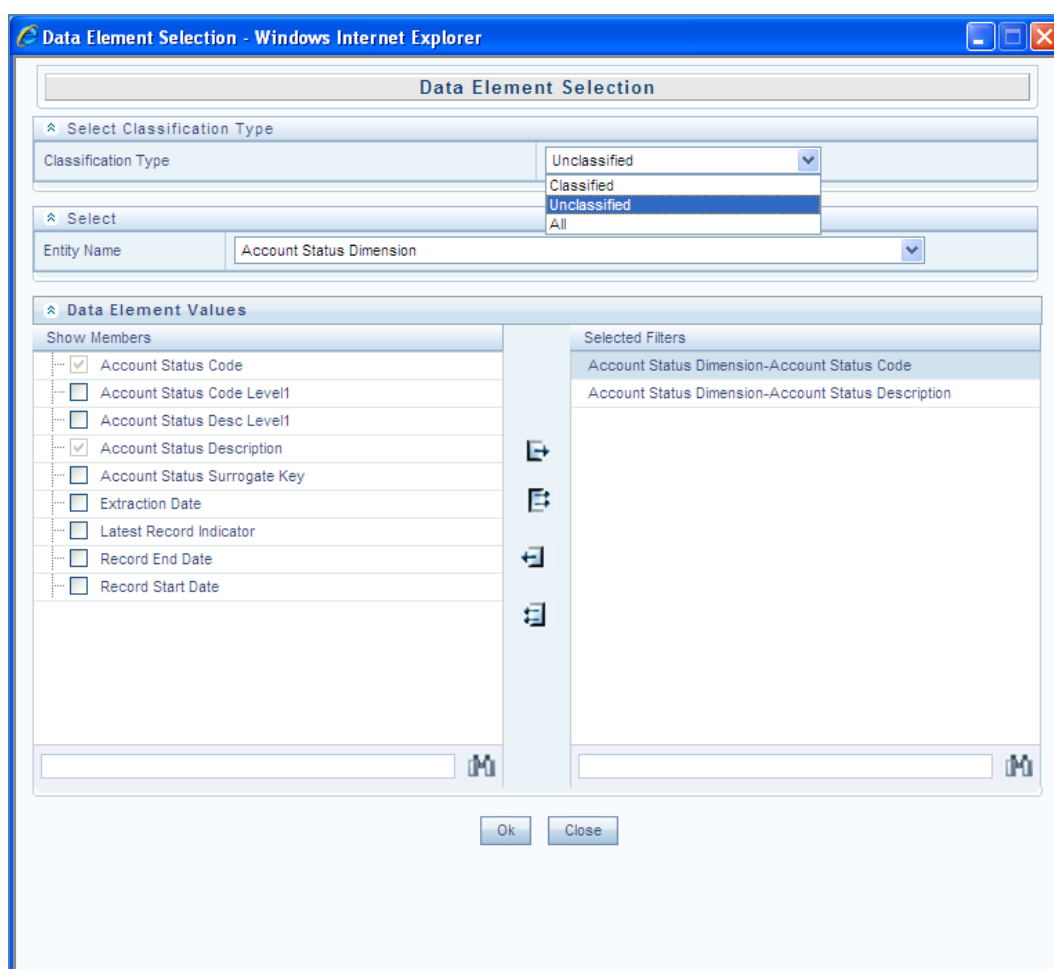 Data Element Selection - Windows Internet Explorer
Data Element Selection
Select Classification Type
Classification Type
Unclassified
Classified
Unclassified
All
Select
Entity Name
Account Status Dimension
Data Element Values
Show Members
Selected Filters
Account Status Code
Account Status Code Level1
Account Status Desc Level1
Account Status Description
Account Status Surrogate Key
Extraction Date
Latest Record Indicator
Record End Date
Record Start Date
Account Status Dimension-Account Status Code
Account Status Dimension-Account Status Description
Ok
Close